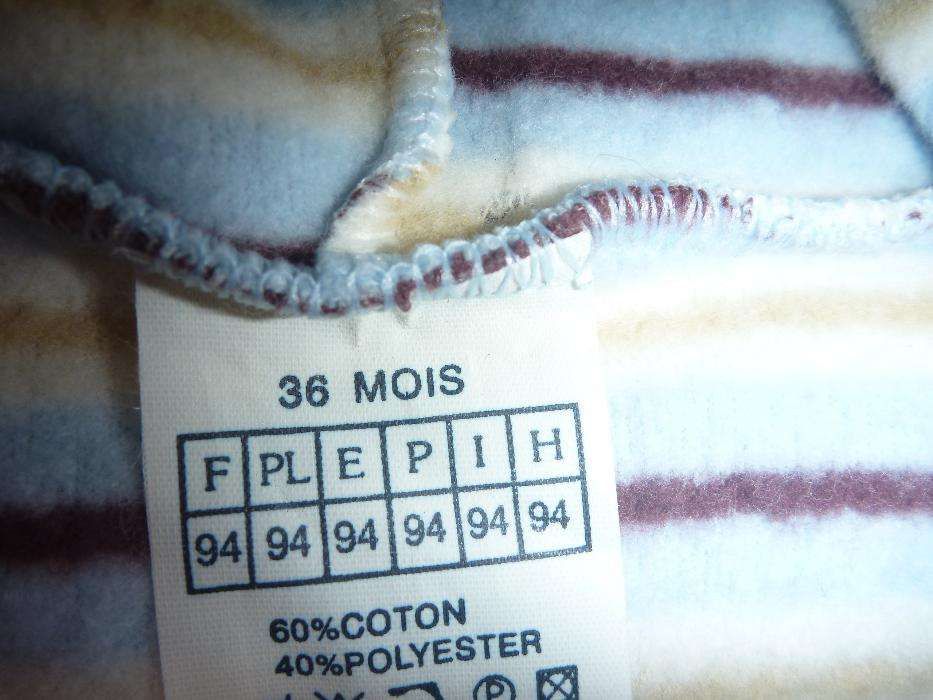 36 MOIS
F PL E P I H
94 94 94 94 94 94
60%COTON
40%POLYESTER
P